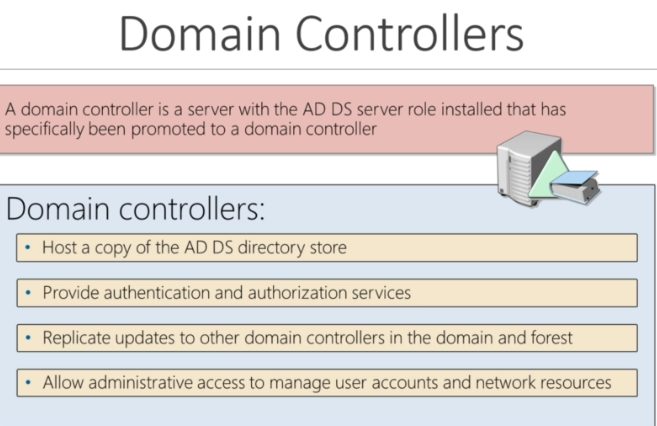 Domain Controllers
A domain controller is a server with the AD DS server role installed that has
specifically been promoted to a domain controller
Domain controllers:
• Host a copy of the AD DS directory store
• Provide authentication and authorization services
• Replicate updates to other domain controllers in the domain and forest
• Allow administrative access to manage user accounts and network resources